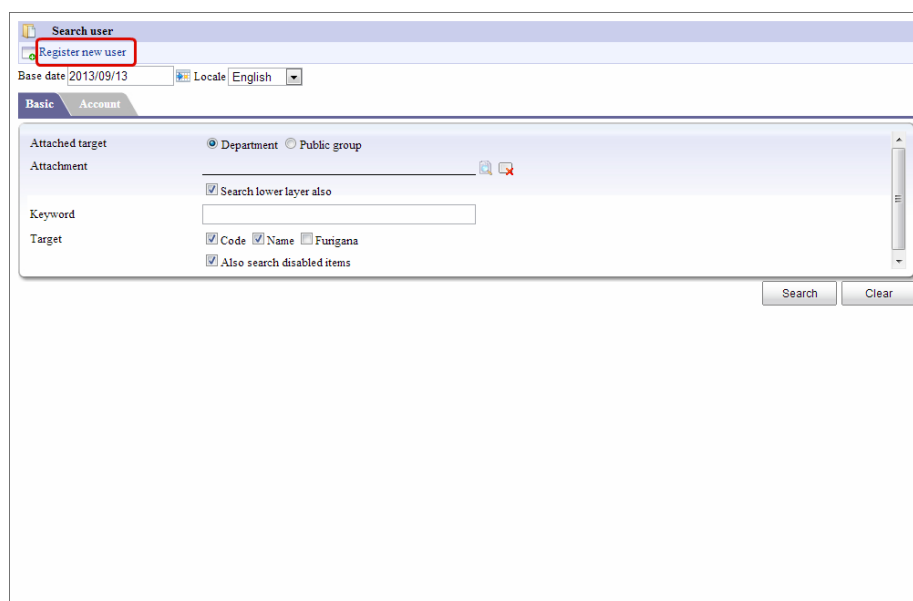 Search user
Register new user
Base date 2013/09/13 Locale English
Basic Account
Attached target Department Public group
Attachment
Search lower layer also
Keyword
Target Code Name Furigana
Also search disabled items
Search Clear